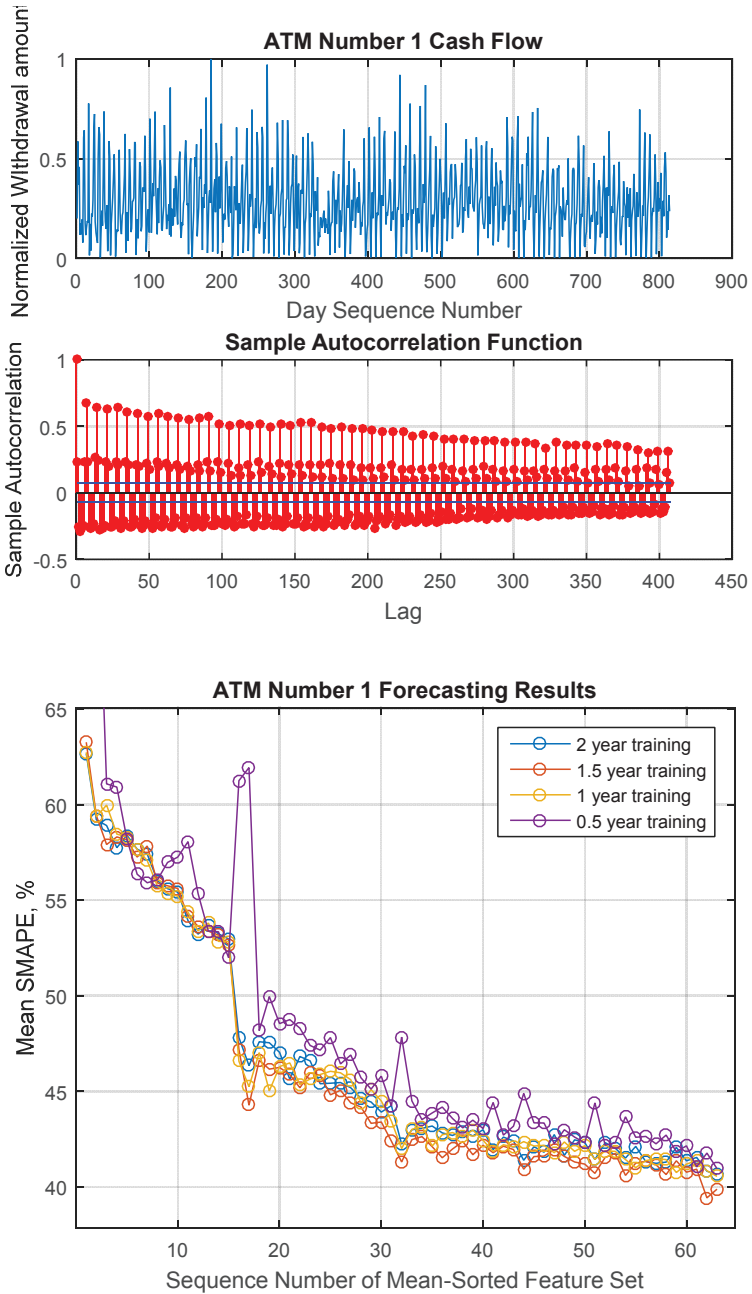 ATM Number 1 Cash Flow
Normalized WIthdrawal amount
1
0.5
0
0 100 200 300 400 500 600 700 800 900
Day Sequence Number
Sample Autocorrelation Function
Sample Autocorrelation
1
0.5
0
-0.5
0 50 100 150 200 250 300 350 400 450
Lag
ATM Number 1 Forecasting Results
Mean SMAPE, %
65
60
55
50
45
40
2 year training
1.5 year training
1 year training
0.5 year training
10 20 30 40 50 60
Sequence Number of Mean-Sorted Feature Set